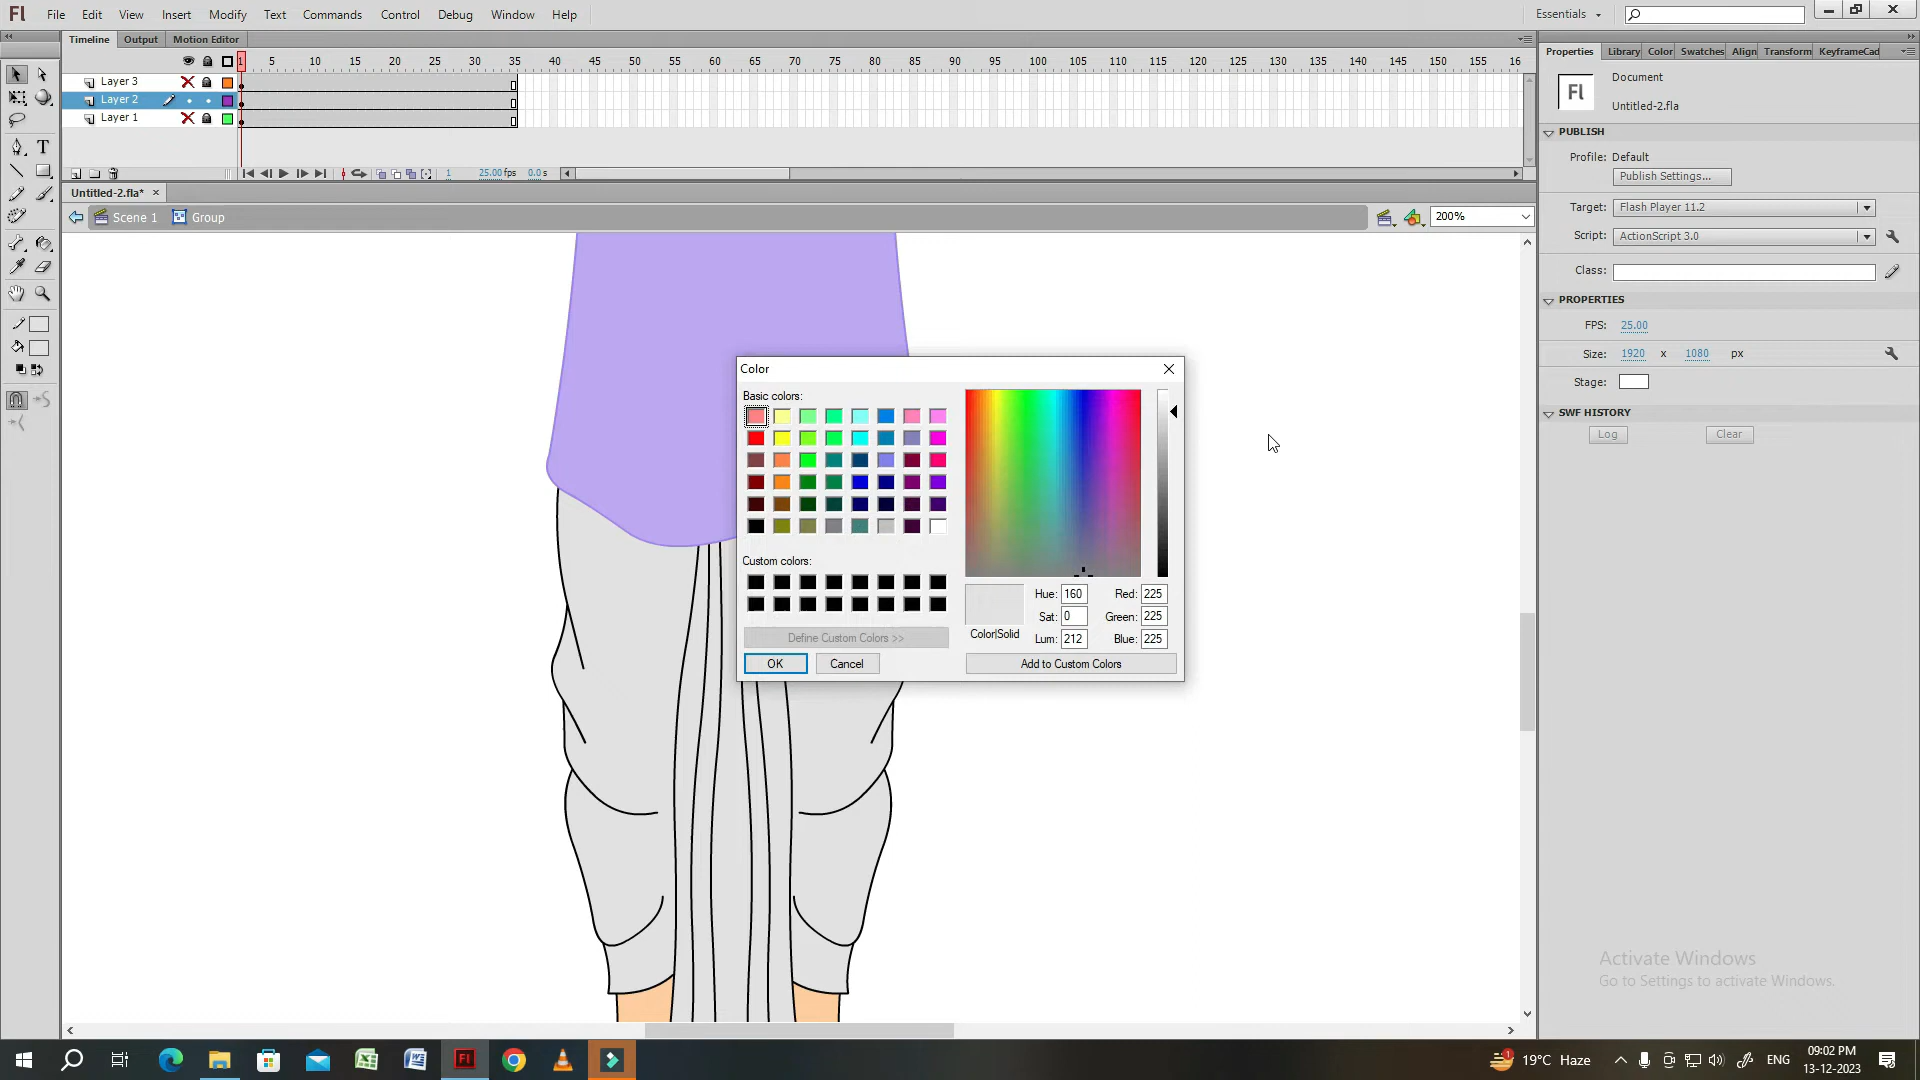 Fl File Edit View Insert Modify Text Commands Control Debug Window Help Essentials
Timeline Output Motion Editor
Properties Library Color Swatches Align Transform KeyframeCad
1 5 10 15 20 25 30 35 40 45 50 55 60 65 70 75 80 85 90 95 100 105 110 115 120 125 130 135 140 145 150 155 16
Layer 3
Layer 2
Layer 1
1 25.00 fps 0.0 s
Untitled-2.fla*
Scene 1 Group 200%
Fl
Document
Untitled-2.fla
PUBLISH
Profile: Default
Publish Settings...
Target: Flash Player 11.2
Script: ActionScript 3.0
Class:
PROPERTIES
FPS: 25.00
Size: 1920 x 1080 px
Stage:
SWF HISTORY
Log Clear
T
Color
Basic colors:
Custom colors:
Define Custom Colors >>
OK Cancel
Color|Solid
Hue: 160 Red: 225
Sat: 0 Green: 225
Lum: 212 Blue: 225
Add to Custom Colors
Activate Windows
Go to Settings to activate Windows.
Fl
1 19°C Haze ENG 09:02 PM
13-12-2023